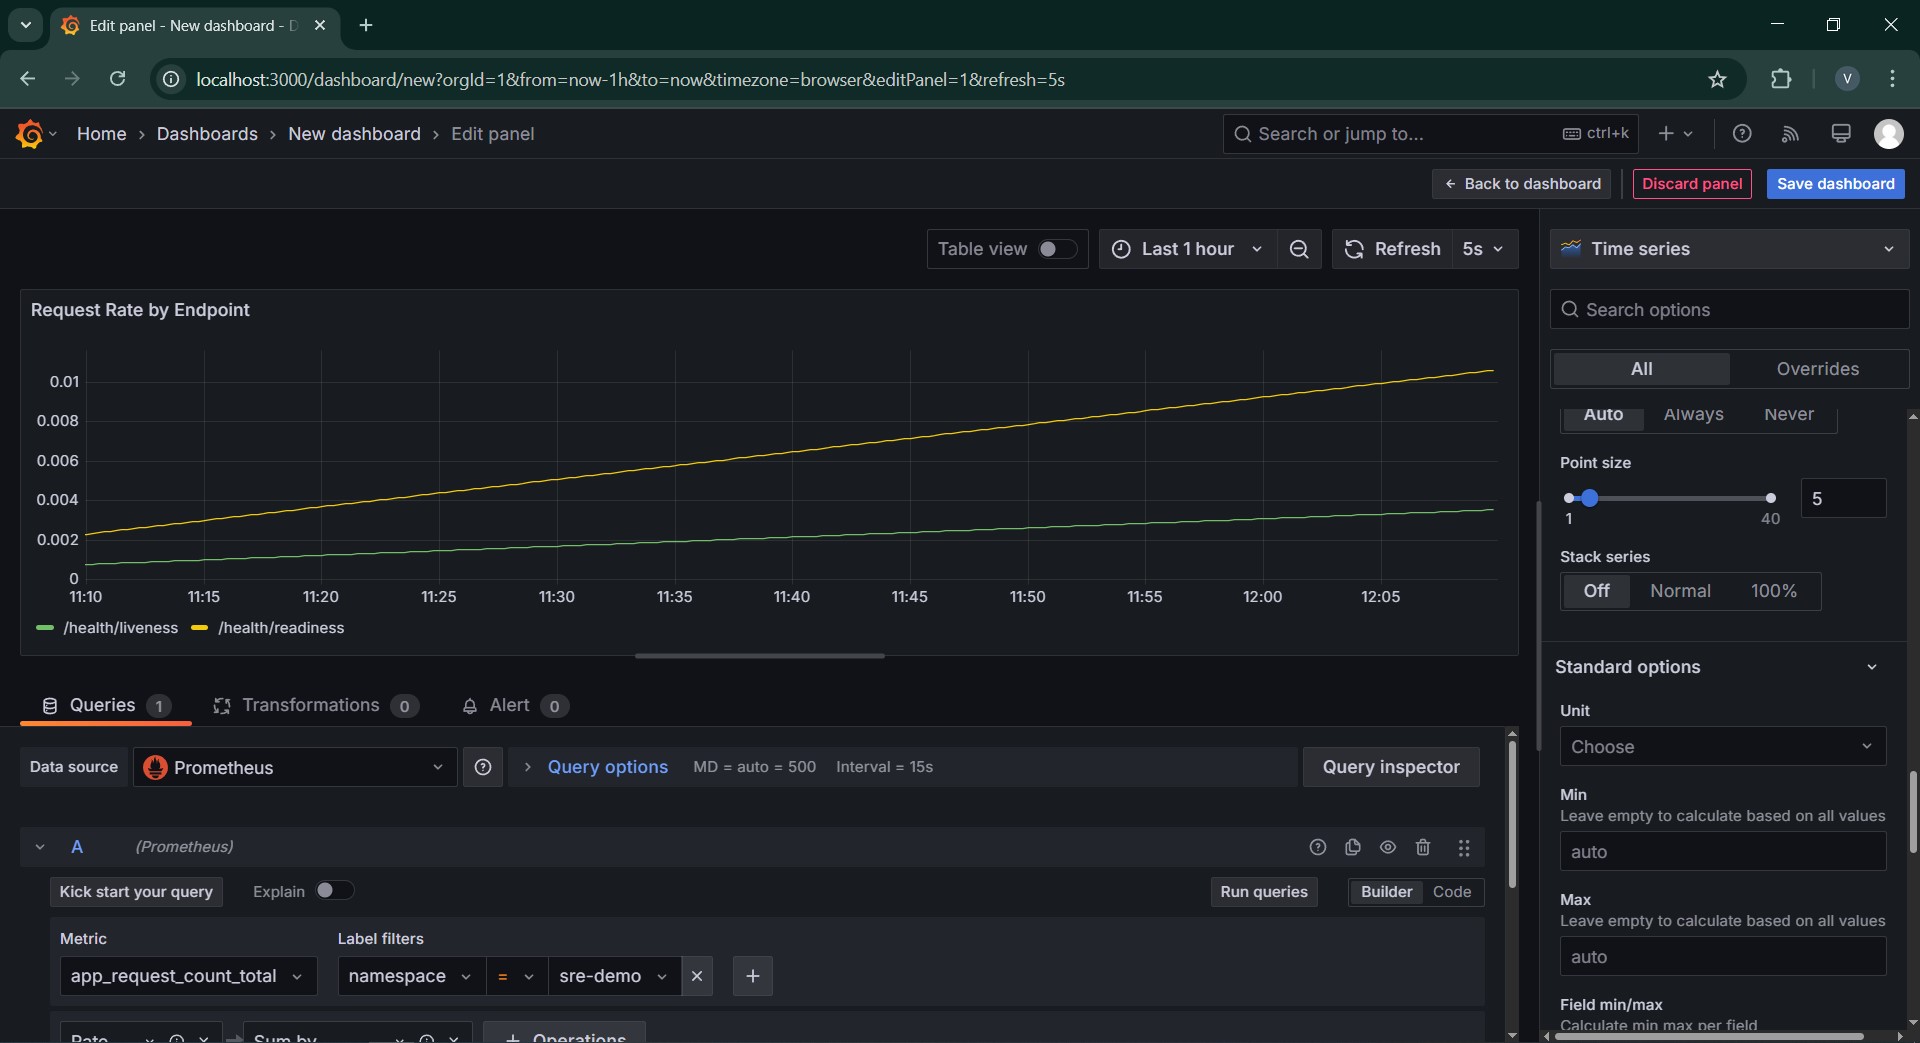 Edit panel - New dashboard - D
localhost:3000/dashboard/new?orgId=1&from=now-1h&to=now&timezone=browser&editPanel=1&refresh=5s
V
Home › Dashboards › New dashboard › Edit panel
Search or jump to...
ctrl+k
Back to dashboard
Discard panel
Save dashboard
Table view
Last 1 hour
Refresh
5s
Time series
Request Rate by Endpoint
Search options
All
Overrides
0.01
0.008
0.006
0.004
0.002
0
11:10 11:15 11:20 11:25 11:30 11:35 11:40 11:45 11:50 11:55 12:00 12:05
/health/liveness /health/readiness
Auto Always Never
Point size
5
1 40
Stack series
Off Normal 100%
Standard options
Unit
Choose
Min
Leave empty to calculate based on all values
auto
Max
Leave empty to calculate based on all values
auto
Field min/max
Calculate min max per field
Queries 1
Transformations 0
Alert 0
Data source
Prometheus
Query options
MD = auto = 500
Interval = 15s
Query inspector
A (Prometheus)
Kick start your query
Explain
Run queries
Builder Code
Metric
Label filters
app_request_count_total
namespace = sre-demo
Rate
Sum by
+ Operations